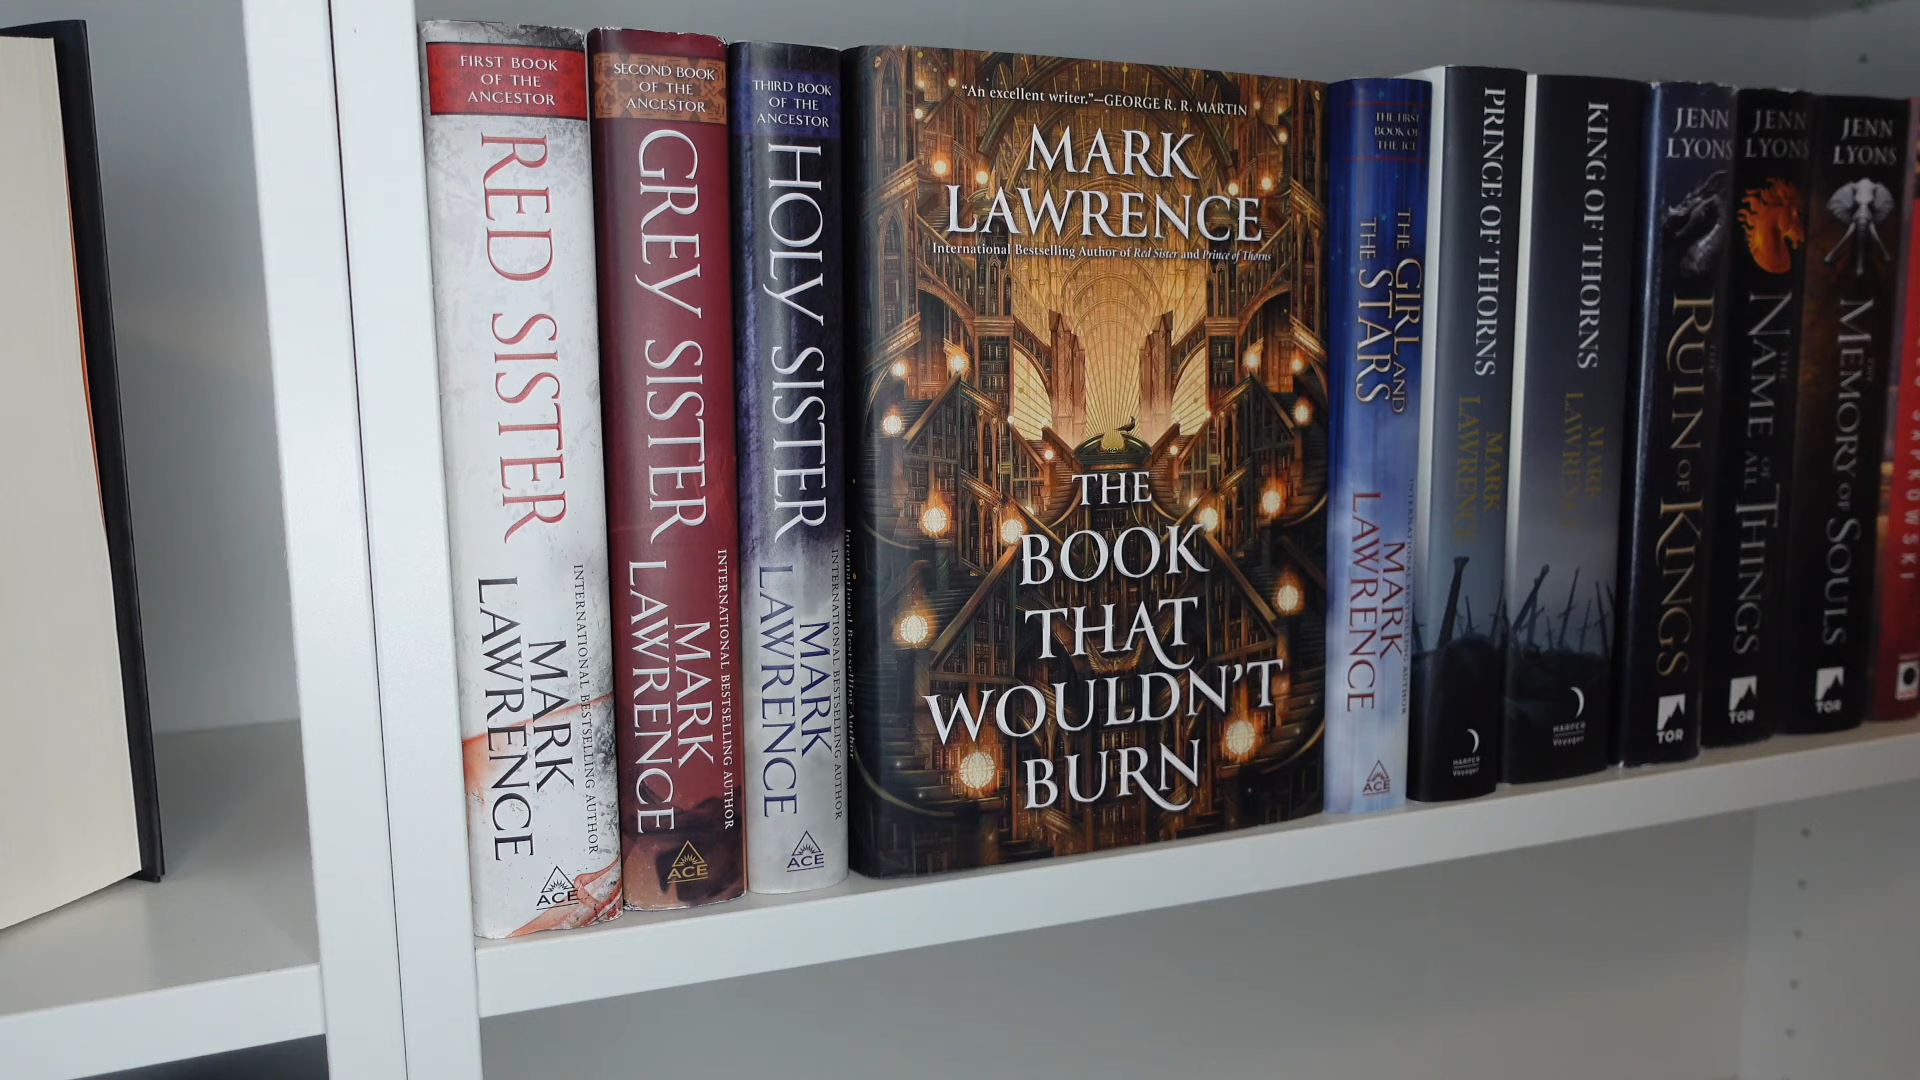 FIRST BOOK
OF THE
ANCESTOR
RED SISTER
MARK
LAWRENCE
INTERNATIONAL BESTSELLING AUTHOR
ACE
SECOND BOOK
OF THE
ANCESTOR
GREY SISTER
MARK
LAWRENCE
INTERNATIONAL BESTSELLING AUTHOR
ACE
THIRD BOOK
OF THE
ANCESTOR
HOLY SISTER
MARK
LAWRENCE
INTERNATIONAL BESTSELLING AUTHOR
ACE
International Bestselling Author
“An excellent writer.”—GEORGE R. R. MARTIN
MARK
LAWRENCE
International Bestselling Author of Red Sister and Prince of Thorns
THE
BOOK
THAT
WOULDN'T
BURN
THE FIRST
BOOK OF
THE ICE
THE GIRL AND
THE STARS
MARK
LAWRENCE
INTERNATIONAL BESTSELLING AUTHOR
ACE
PRINCE OF THORNS
MARK
LAWRENCE
HARPER
Voyager
KING OF THORNS
MARK
LAWRENCE
HARPER
Voyager
JENN
LYONS
THE
RUIN OF KINGS
TOR
JENN
LYONS
THE
NAME OF ALL THINGS
TOR
JENN
LYONS
THE
MEMORY OF SOULS
TOR
SAPKOWSKI